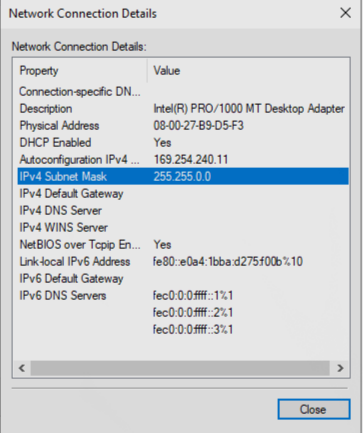 Network Connection Details
Network Connection Details:
Property Value
Connection-specific DN...
Description Intel(R) PRO/1000 MT Desktop Adapter
Physical Address 08-00-27-B9-D5-F3
DHCP Enabled Yes
Autoconfiguration IPv4 ... 169.254.240.11
IPv4 Subnet Mask 255.255.0.0
IPv4 Default Gateway
IPv4 DNS Server
IPv4 WINS Server
NetBIOS over Tcpip En... Yes
Link-local IPv6 Address fe80::e0a4:1bba:d275:f00b%10
IPv6 Default Gateway
IPv6 DNS Servers fec0:0:0:ffff::1%1
fec0:0:0:ffff::2%1
fec0:0:0:ffff::3%1
Close